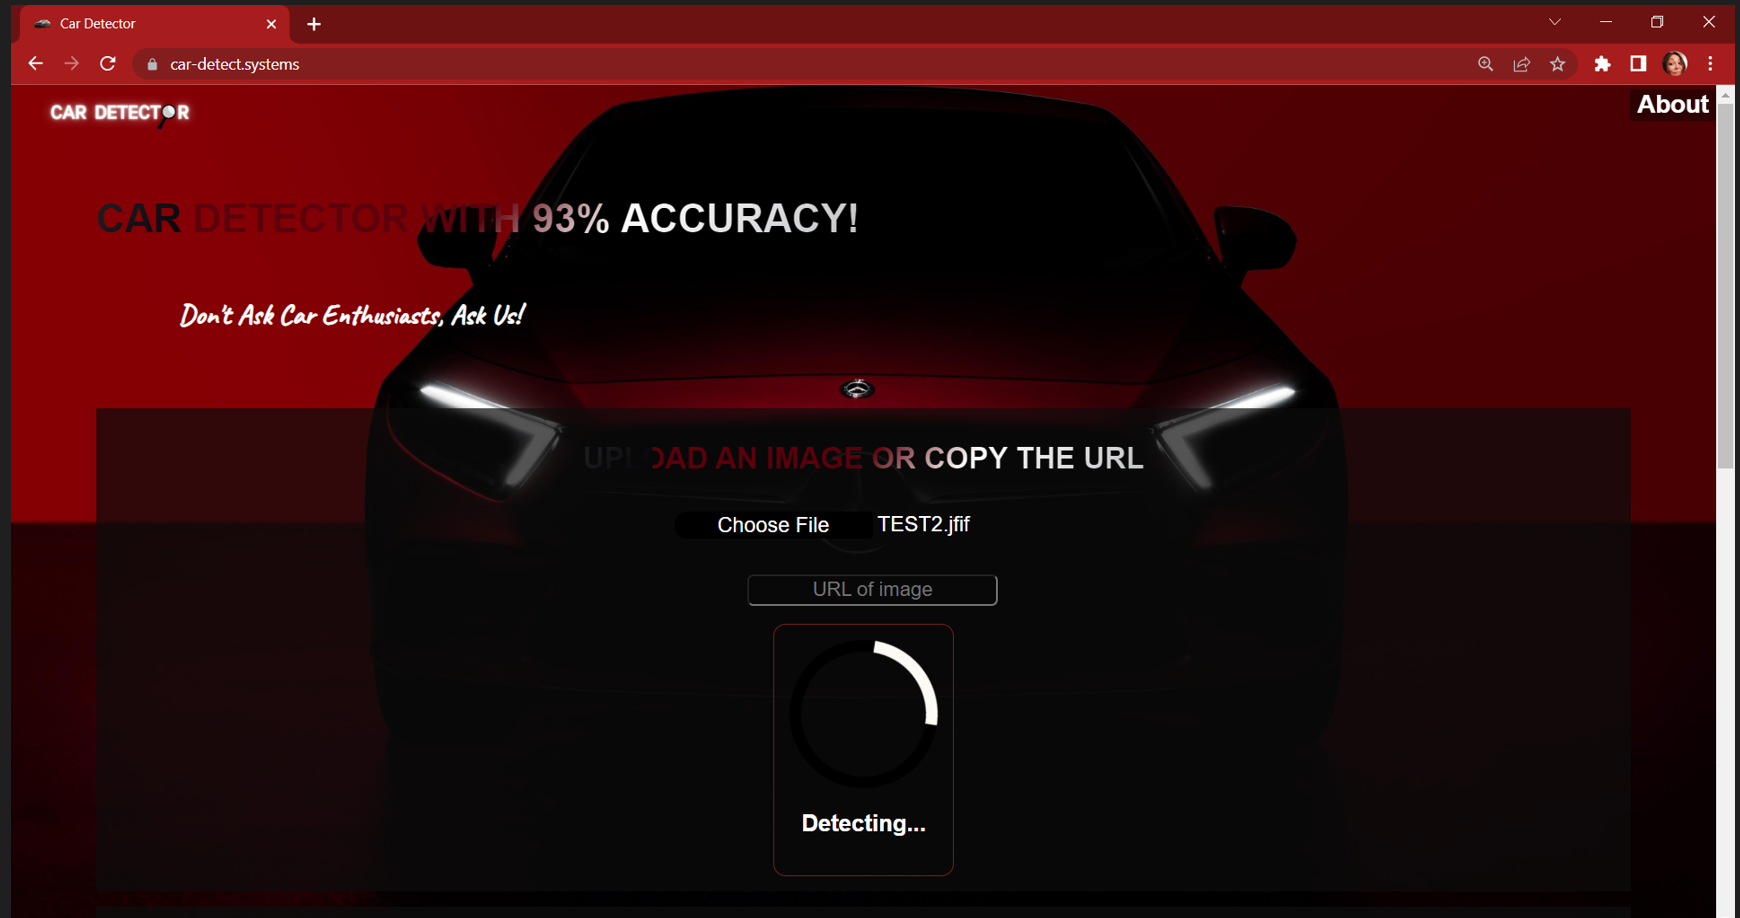 Car Detector
car-detect.systems
CAR DETECTOR
About
CAR DETECTOR WITH 93% ACCURACY!
Don't Ask Car Enthusiasts, Ask Us!
UPLOAD AN IMAGE OR COPY THE URL
Choose File TEST2.jfif
URL of image
Detecting...